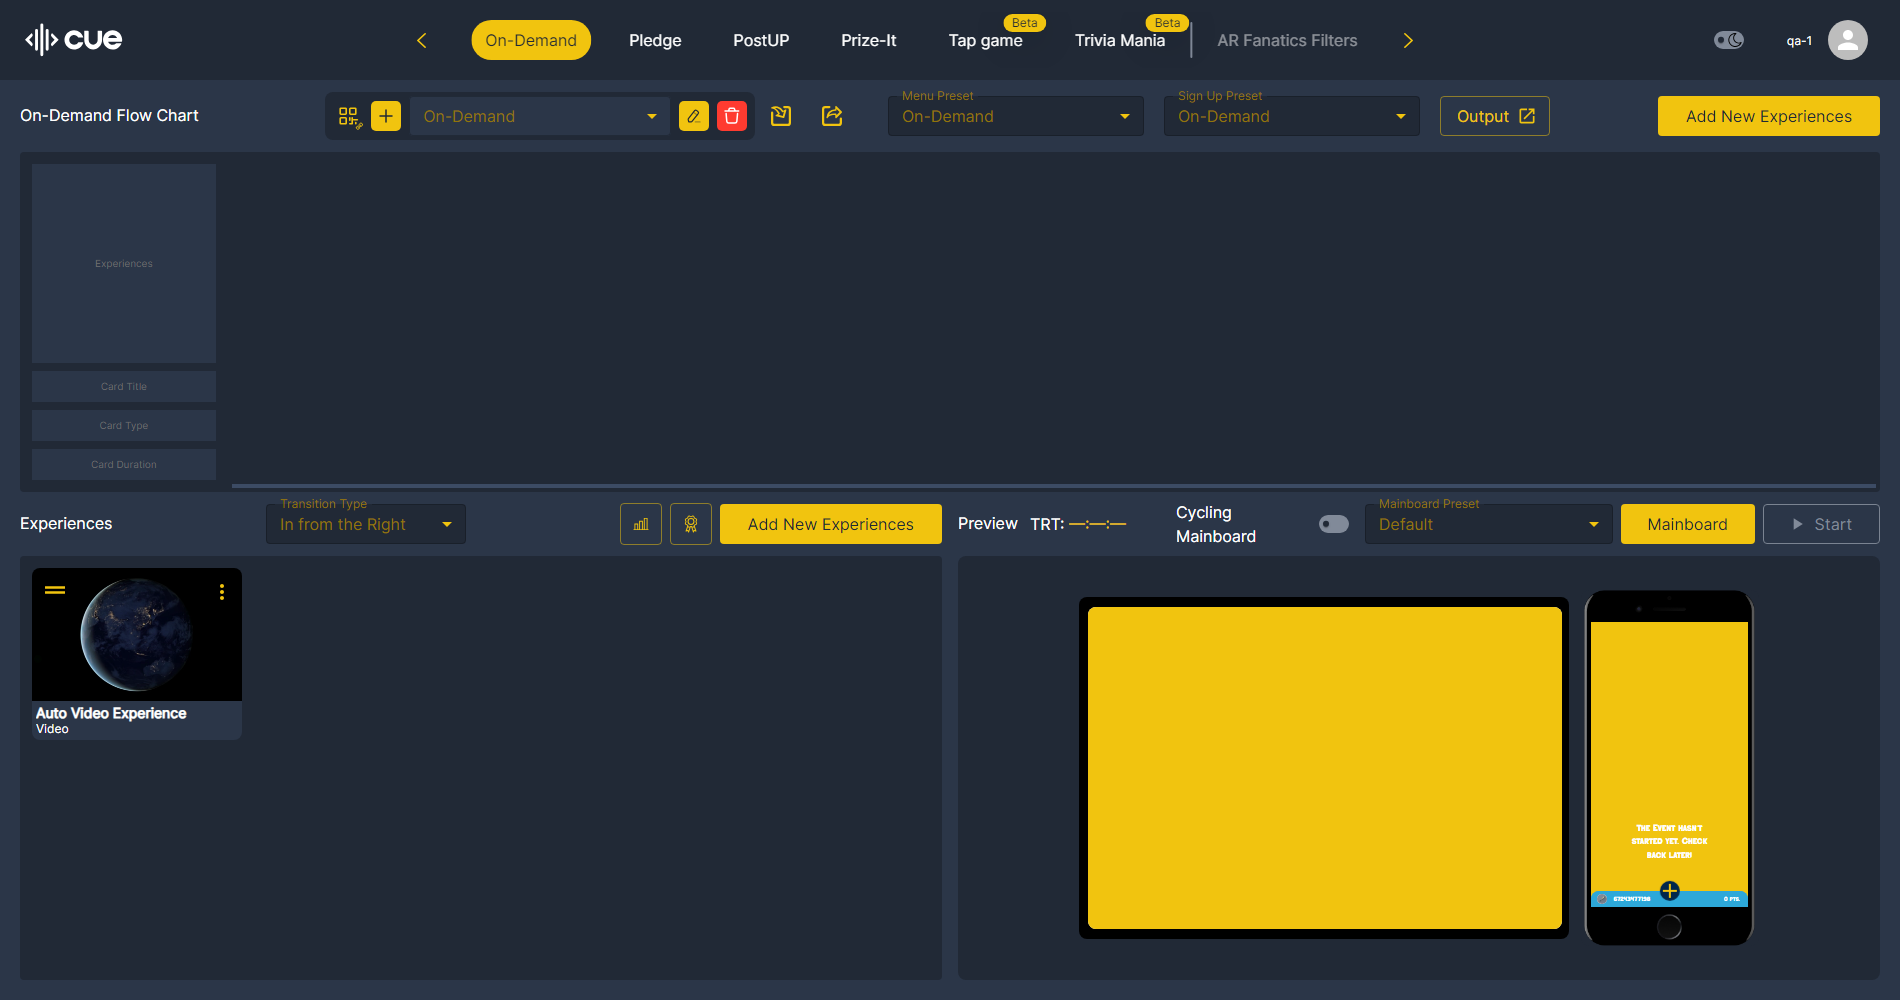 cue
On-Demand
Pledge
PostUP
Prize-It
Tap game
Beta
Trivia Mania
Beta
AR Fanatics Filters
qa-1
On-Demand Flow Chart
On-Demand
Menu Preset
On-Demand
Sign Up Preset
On-Demand
Output
Add New Experiences
Experiences
Card Title
Card Type
Card Duration
Experiences
Transition Type
In from the Right
Add New Experiences
Preview
TRT: —:—:—
Cycling
Mainboard
Mainboard Preset
Default
Mainboard
Start
Auto Video Experience
Video
The Event hasn't
started yet. Check
back later!
0 pts.